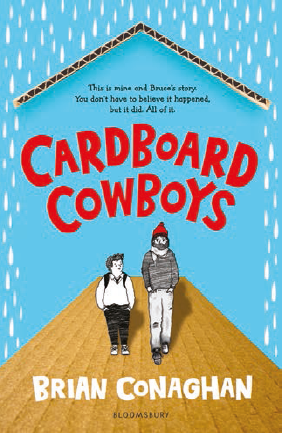 This is mine and Bruce's story.
You don't have to believe it happened,
but it did. All of it.
CARDBOARD
COWBOYS
BRIAN CONAGHAN
BLOOMSBURY